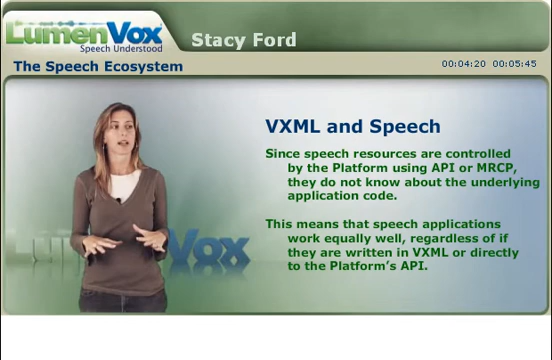 LumenVox®
Speech Understood
Stacy Ford
The Speech Ecosystem
00:04:20 00:05:45
VXML and Speech
Since speech resources are controlled
by the Platform using API or MRCP,
they do not know about the underlying
application code.
This means that speech applications
work equally well, regardless of if
they are written in VXML or directly
to the Platform's API.
Vox